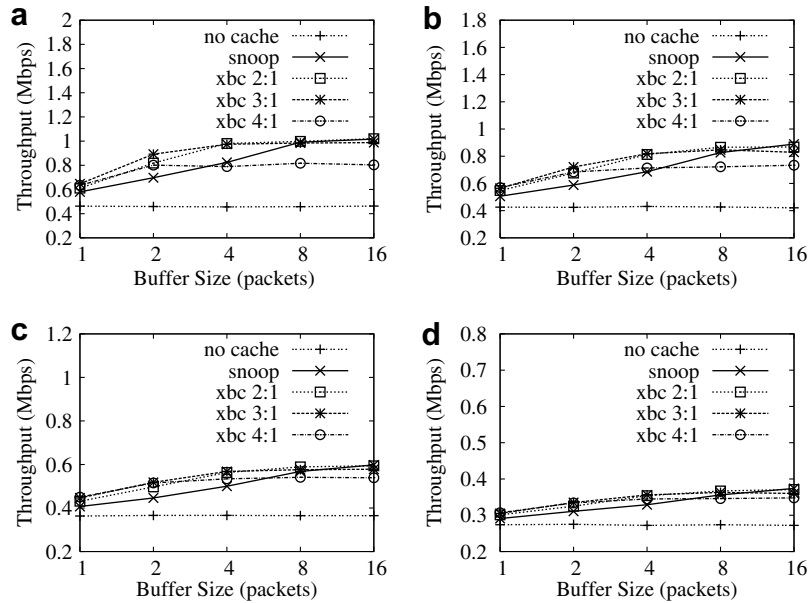 a
Throughput (Mbps)
2
1.8
1.6
1.4
1.2
1
0.8
0.6
0.4
0.2
no cache
snoop
xbc 2:1
xbc 3:1
xbc 4:1
1 2 4 8 16
Buffer Size (packets)
b
Throughput (Mbps)
1.8
1.6
1.4
1.2
1
0.8
0.6
0.4
0.2
no cache
snoop
xbc 2:1
xbc 3:1
xbc 4:1
1 2 4 8 16
Buffer Size (packets)
c
Throughput (Mbps)
1.2
1
0.8
0.6
0.4
0.2
no cache
snoop
xbc 2:1
xbc 3:1
xbc 4:1
1 2 4 8 16
Buffer Size (packets)
d
Throughput (Mbps)
0.8
0.7
0.6
0.5
0.4
0.3
0.2
no cache
snoop
xbc 2:1
xbc 3:1
xbc 4:1
1 2 4 8 16
Buffer Size (packets)